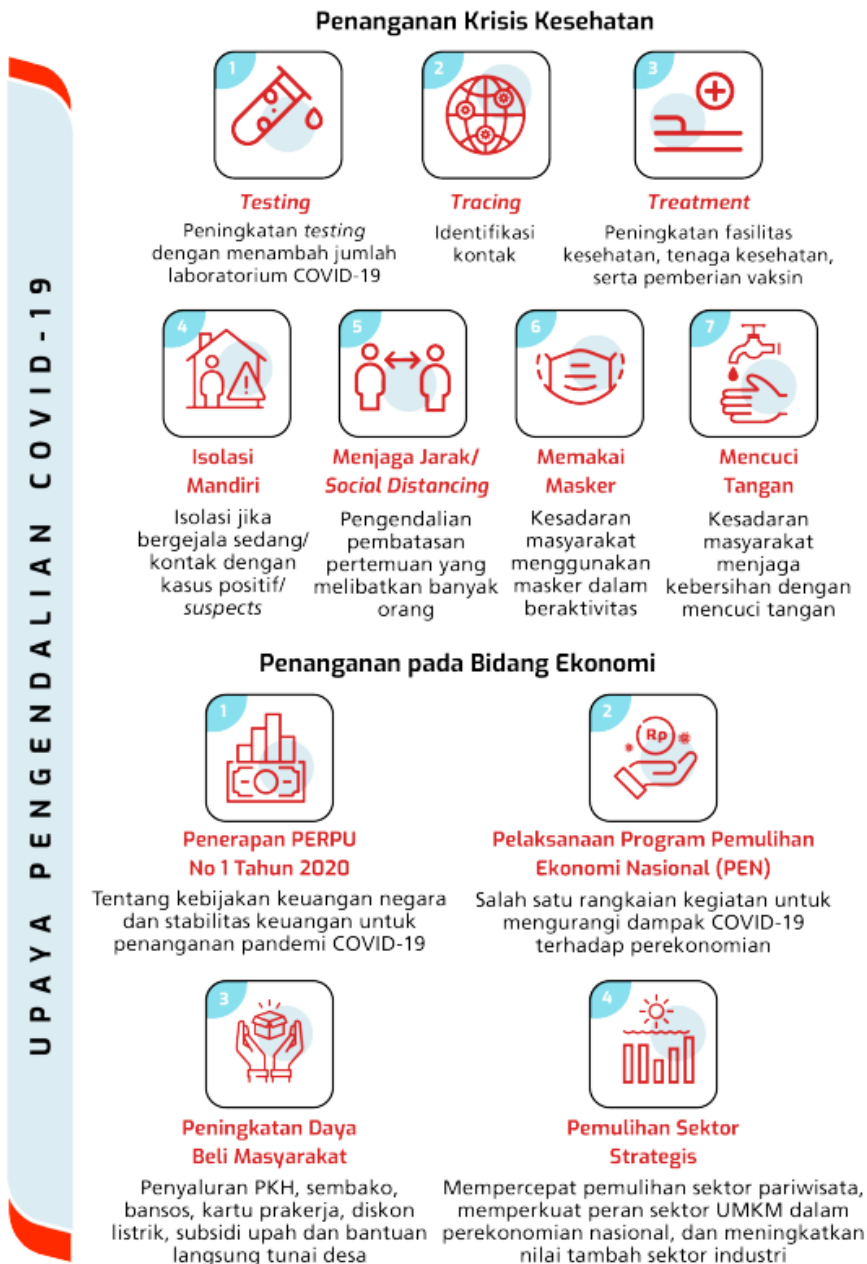 UPAYA PENGENDALIAN COVID-19
Penanganan Krisis Kesehatan
1
Testing
Peningkatan testing
dengan menambah jumlah
laboratorium COVID-19
2
Tracing
Identifikasi
kontak
3
Treatment
Peningkatan fasilitas
kesehatan, tenaga kesehatan,
serta pemberian vaksin
4
Isolasi
Mandiri
Isolasi jika
bergejala sedang/
kontak dengan
kasus positif/
suspects
5
Menjaga Jarak/
Social Distancing
Pengendalian
pembatasan
pertemuan yang
melibatkan banyak
orang
6
Memakai
Masker
Kesadaran
masyarakat
menggunakan
masker dalam
beraktivitas
7
Mencuci
Tangan
Kesadaran
masyarakat
menjaga
kebersihan dengan
mencuci tangan
Penanganan pada Bidang Ekonomi
1
Penerapan PERPU
No 1 Tahun 2020
Tentang kebijakan keuangan negara
dan stabilitas keuangan untuk
penanganan pandemi COVID-19
2
Rp
Pelaksanaan Program Pemulihan
Ekonomi Nasional (PEN)
Salah satu rangkaian kegiatan untuk
mengurangi dampak COVID-19
terhadap perekonomian
3
Peningkatan Daya
Beli Masyarakat
Penyaluran PKH, sembako,
bansos, kartu prakerja, diskon
listrik, subsidi upah dan bantuan
langsung tunai desa
4
Pemulihan Sektor
Strategis
Mempercepat pemulihan sektor pariwisata,
memperkuat peran sektor UMKM dalam
perekonomian nasional, dan meningkatkan
nilai tambah sektor industri